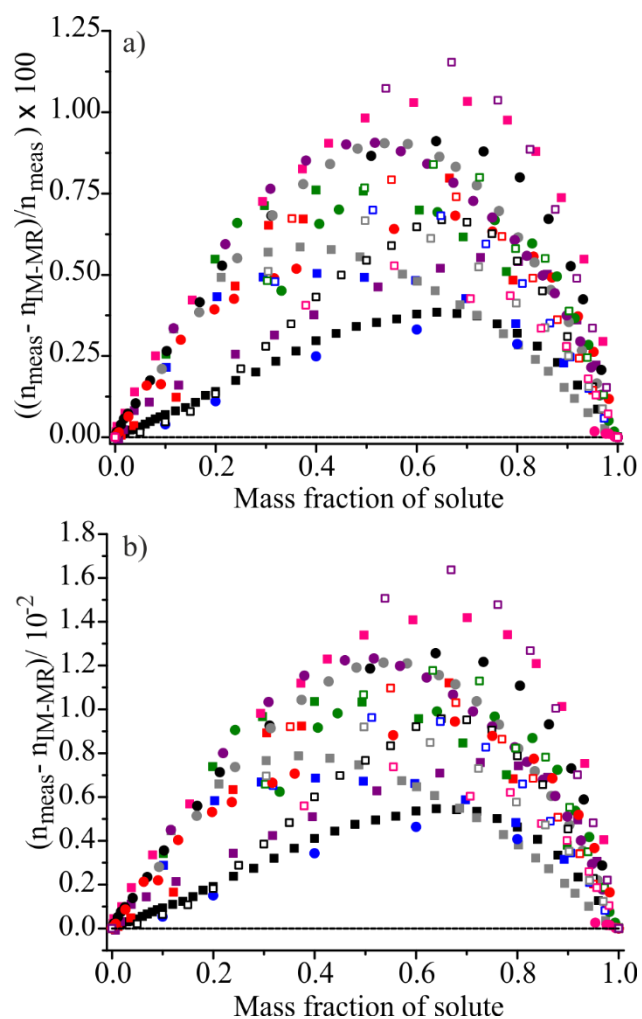 a)
((n_meas - n_IM-MR)/n_meas) x 100
1.25
1.00
0.75
0.50
0.25
0.00
0.0 0.2 0.4 0.6 0.8 1.0
Mass fraction of solute
b)
(n_meas - n_IM-MR)/ 10^-2
1.8
1.6
1.4
1.2
1.0
0.8
0.6
0.4
0.2
0.0
0.0 0.2 0.4 0.6 0.8 1.0
Mass fraction of solute